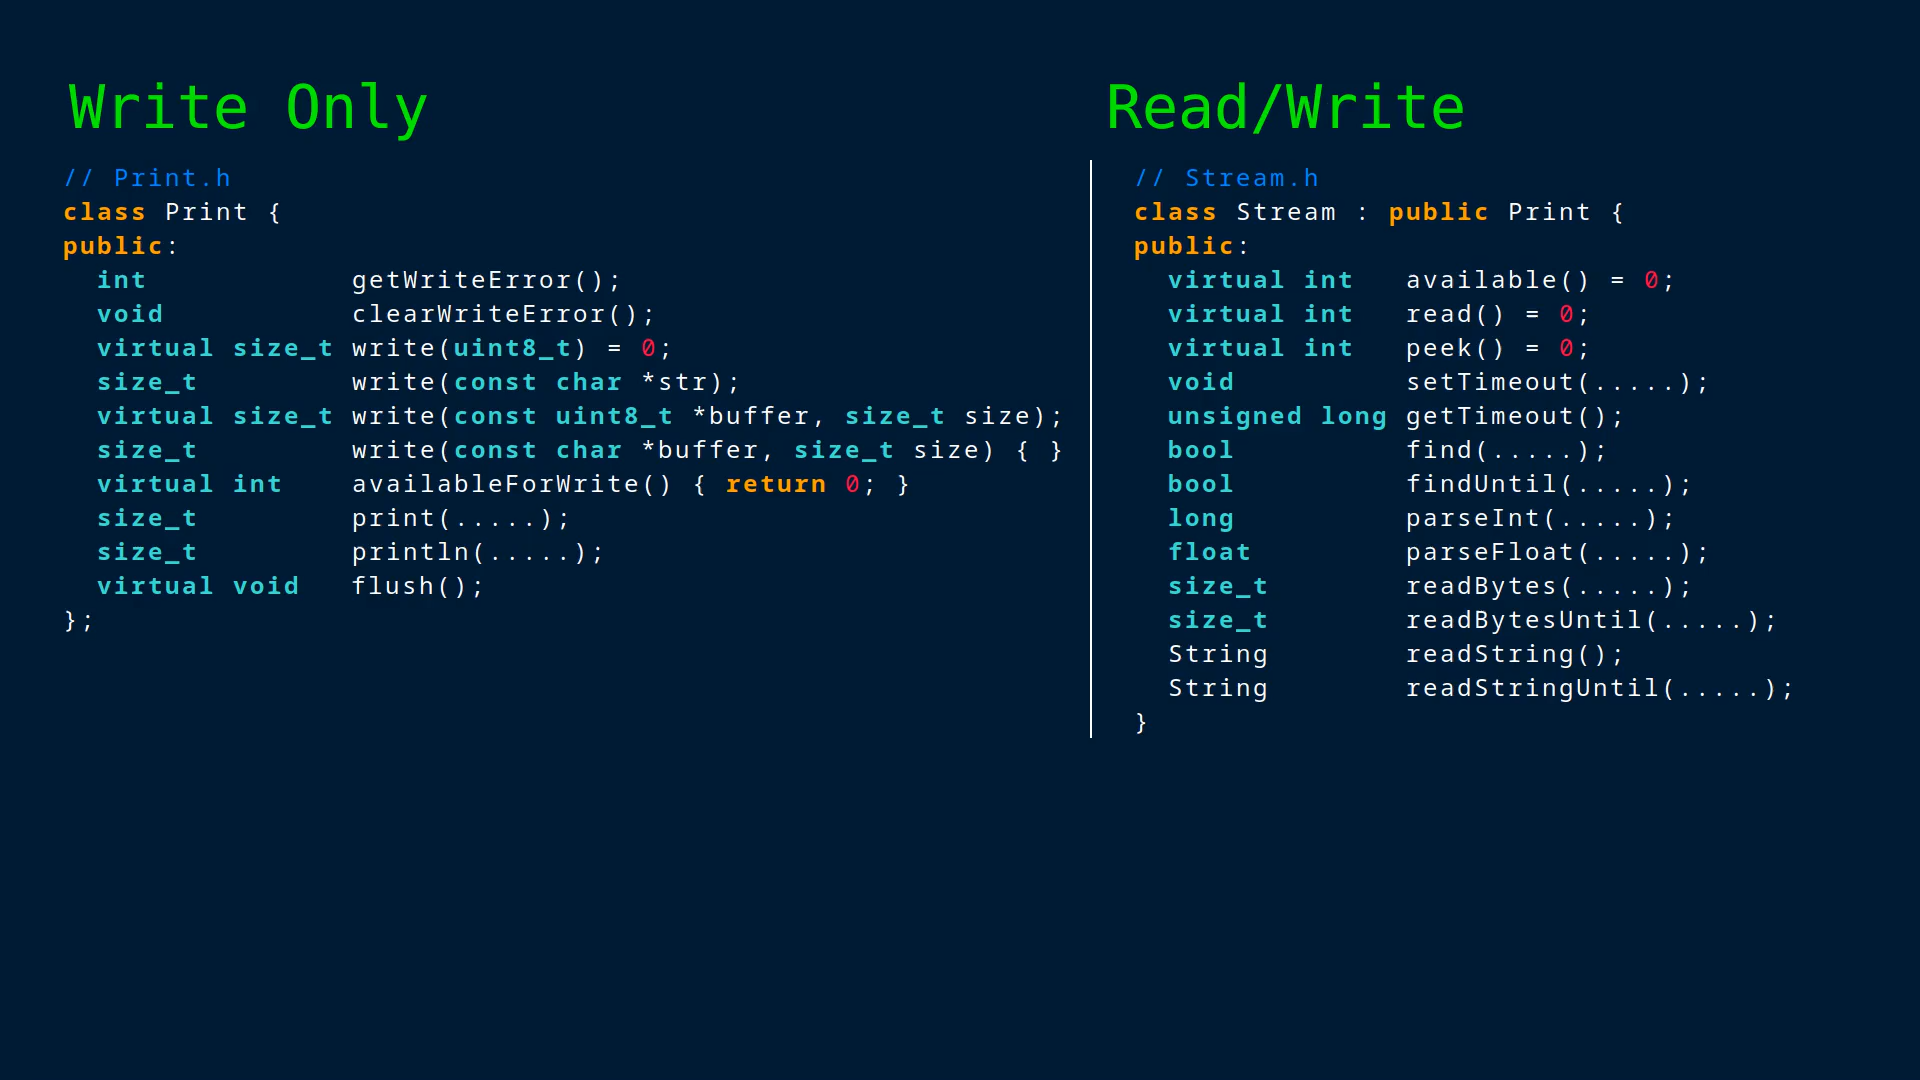 Write Only
// Print.h
class Print {
public:
  int            getWriteError();
  void           clearWriteError();
  virtual size_t write(uint8_t) = 0;
  size_t         write(const char *str);
  virtual size_t write(const uint8_t *buffer, size_t size);
  size_t         write(const char *buffer, size_t size) { }
  virtual int    availableForWrite() { return 0; }
  size_t         print(.....);
  size_t         println(.....);
  virtual void   flush();
};
Read/Write
// Stream.h
class Stream : public Print {
public:
  virtual int   available() = 0;
  virtual int   read() = 0;
  virtual int   peek() = 0;
  void          setTimeout(.....);
  unsigned long getTimeout();
  bool          find(.....);
  bool          findUntil(.....);
  long          parseInt(.....);
  float         parseFloat(.....);
  size_t        readBytes(.....);
  size_t        readBytesUntil(.....);
  String        readString();
  String        readStringUntil(.....);
}